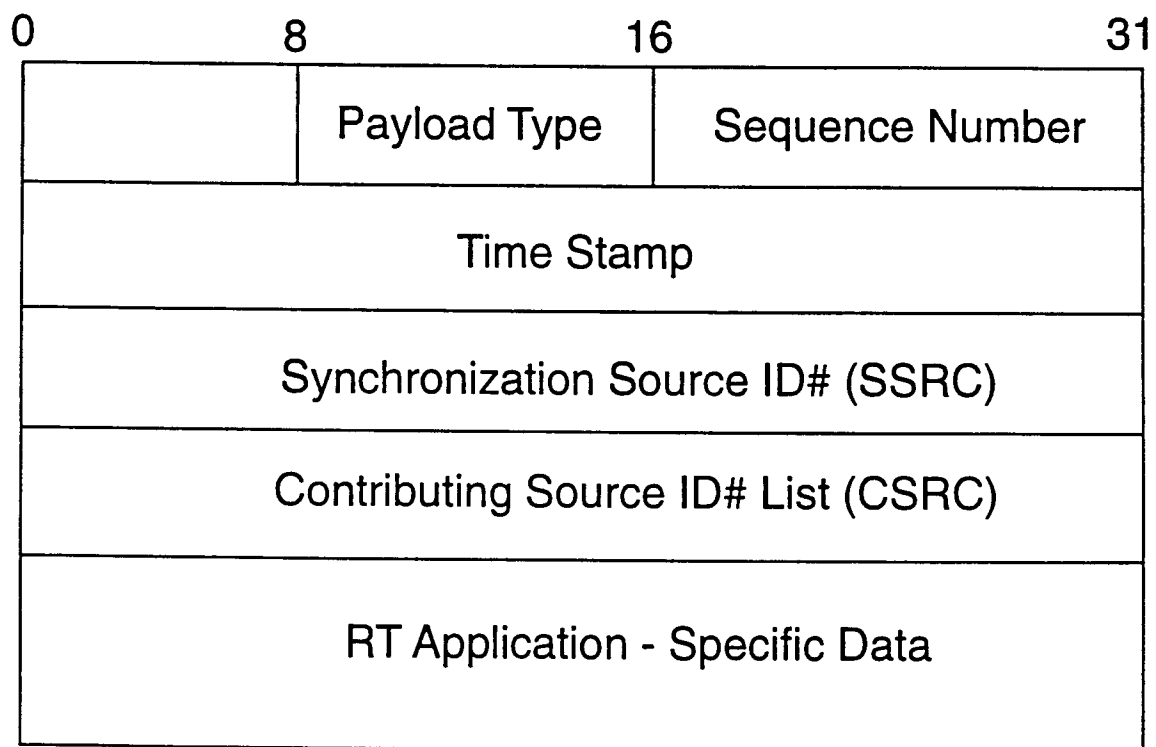 0 8 16 31
Payload Type Sequence Number
Time Stamp
Synchronization Source ID# (SSRC)
Contributing Source ID# List (CSRC)
RT Application - Specific Data